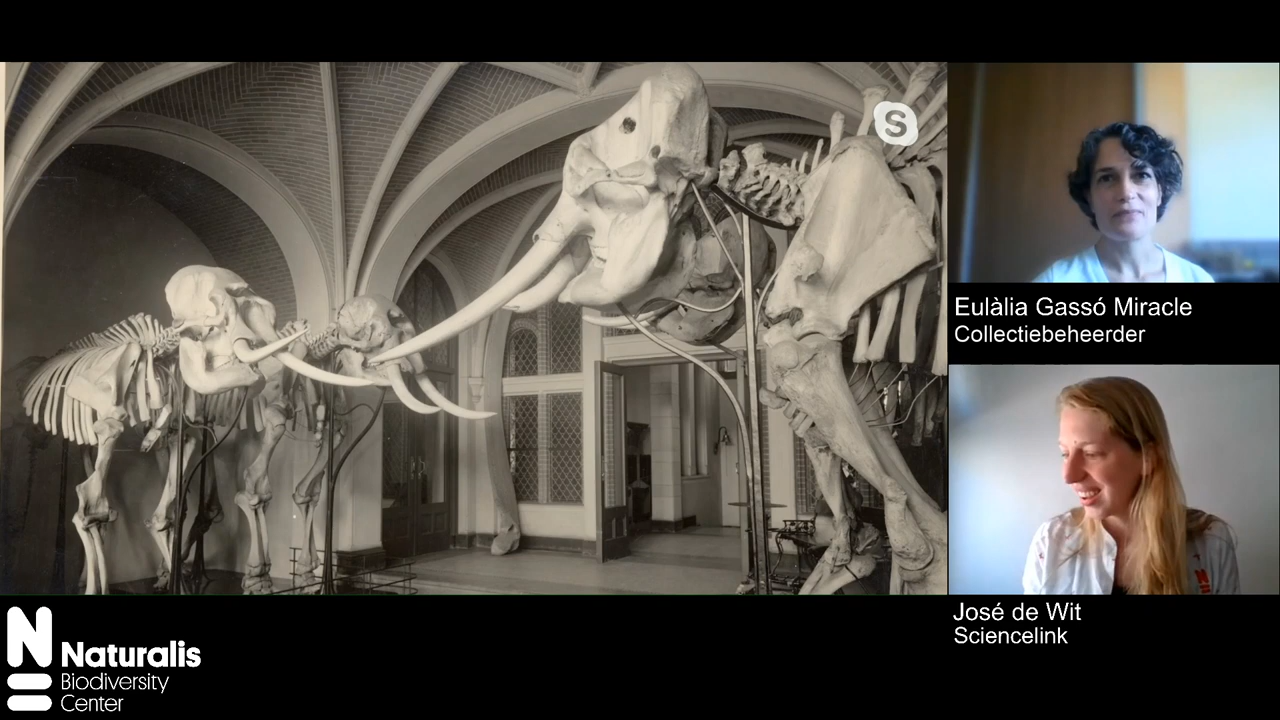 S
Eulàlia Gassó Miracle
Collectiebeheerder
José de Wit
Sciencelink
N
Naturalis
Biodiversity
Center